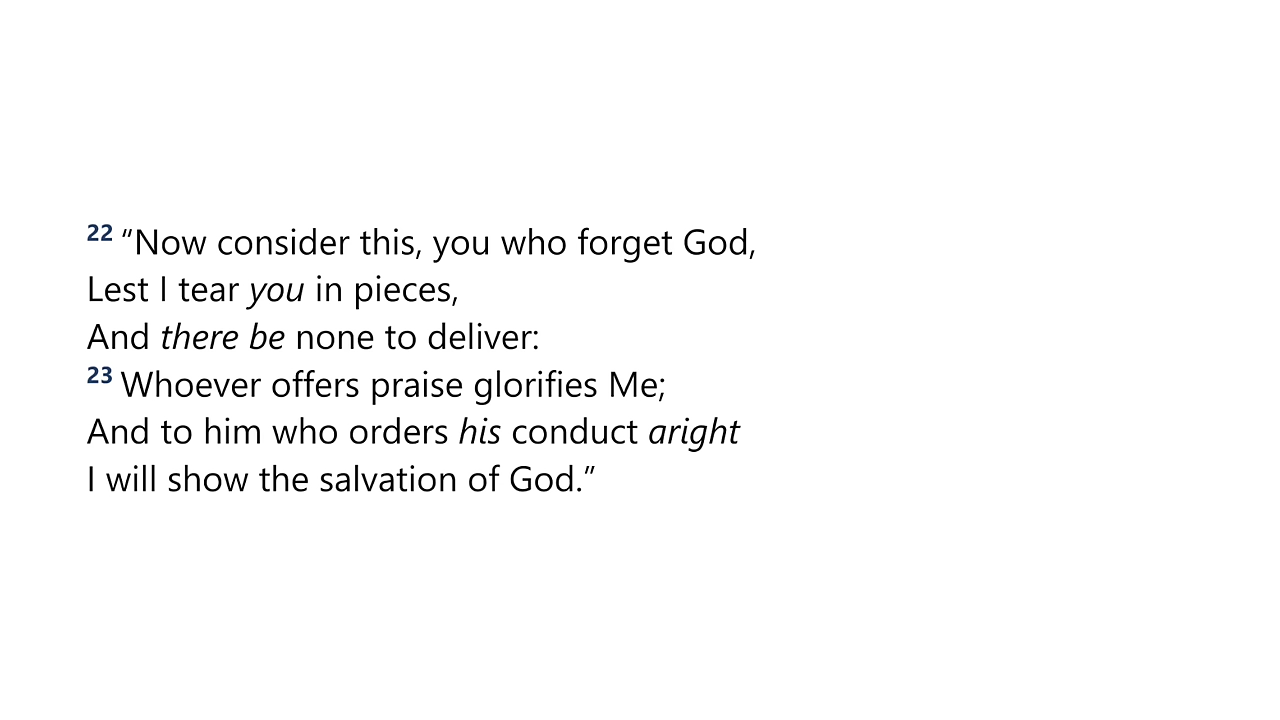 22 “Now consider this, you who forget God,
Lest I tear you in pieces,
And there be none to deliver:
23 Whoever offers praise glorifies Me;
And to him who orders his conduct aright
I will show the salvation of God.”